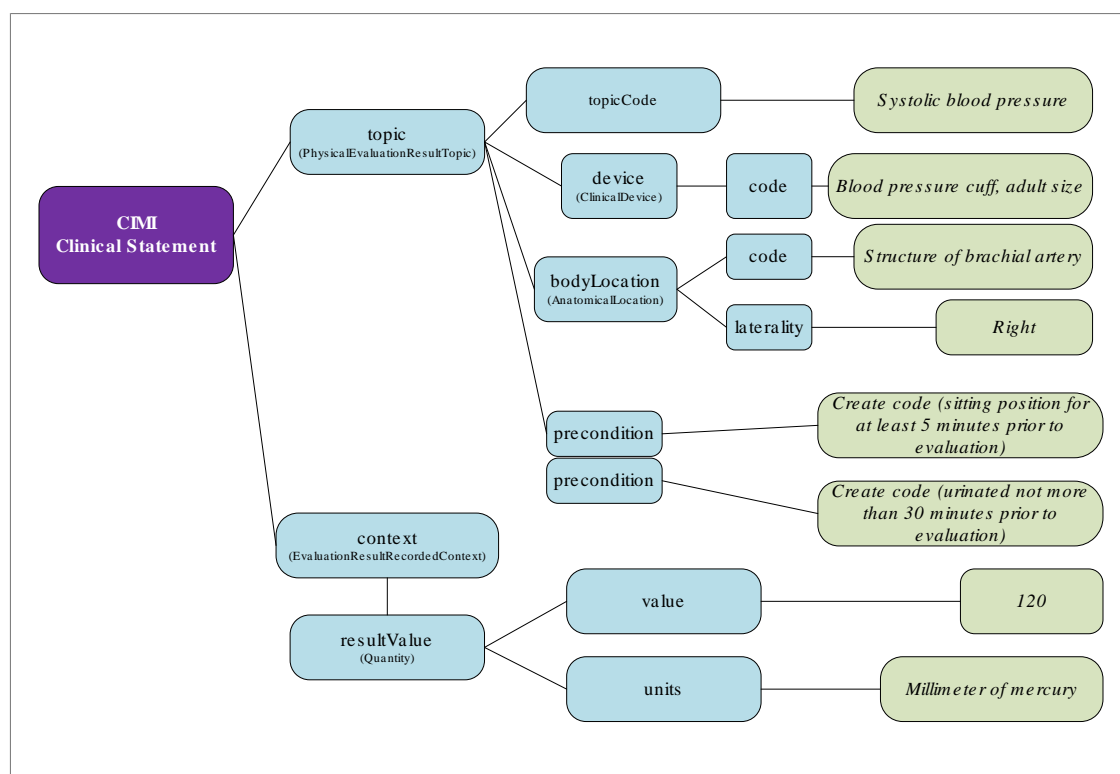 CIMI
Clinical Statement
topic
(PhysicalEvaluationResultTopic)
topicCode
Systolic blood pressure
device
(ClinicalDevice)
code
Blood pressure cuff, adult size
bodyLocation
(AnatomicalLocation)
code
Structure of brachial artery
laterality
Right
precondition
Create code (sitting position for
at least 5 minutes prior to
evaluation)
precondition
Create code (urinated not more
than 30 minutes prior to
evaluation)
context
(EvaluationResultRecordedContext)
resultValue
(Quantity)
value
120
units
Millimeter of mercury